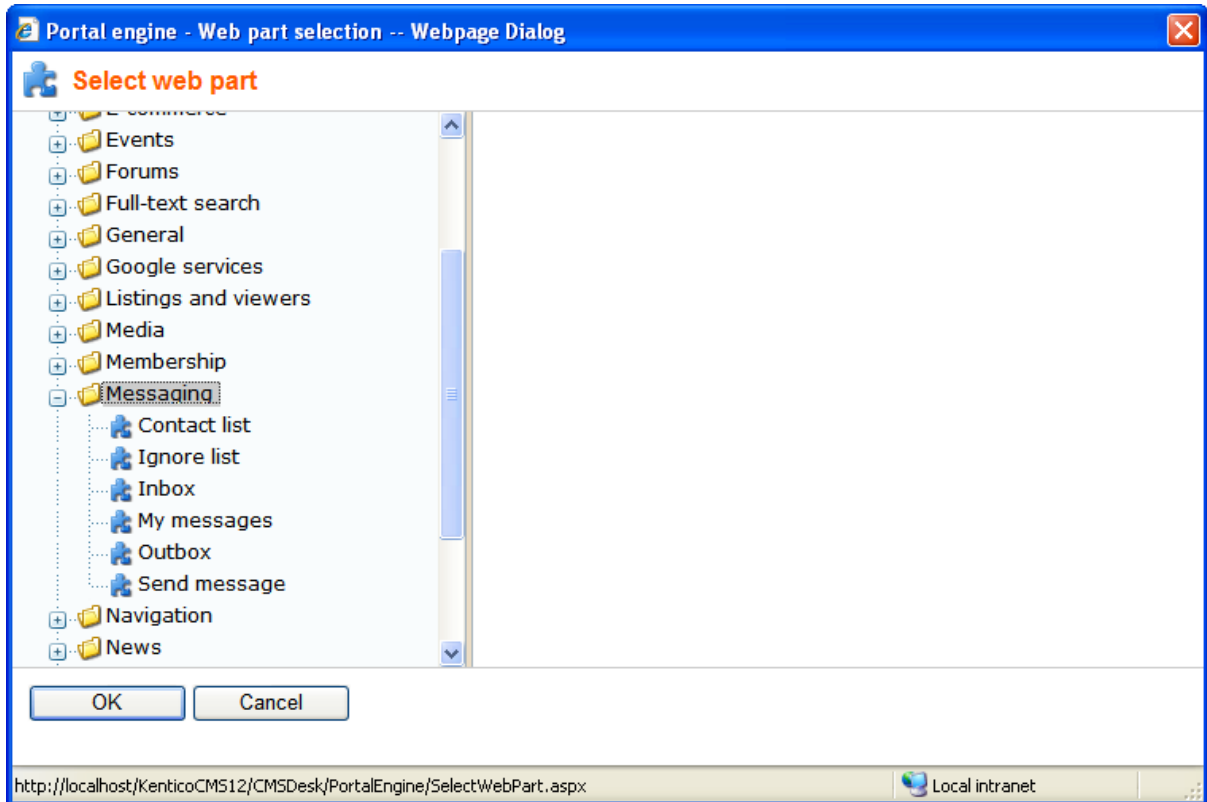 Portal engine - Web part selection -- Webpage Dialog
Select web part
E-commerce
Events
Forums
Full-text search
General
Google services
Listings and viewers
Media
Membership
Messaging
Contact list
Ignore list
Inbox
My messages
Outbox
Send message
Navigation
News
OK Cancel
http://localhost/KenticoCMS12/CMSDesk/PortalEngine/SelectWebPart.aspx Local intranet